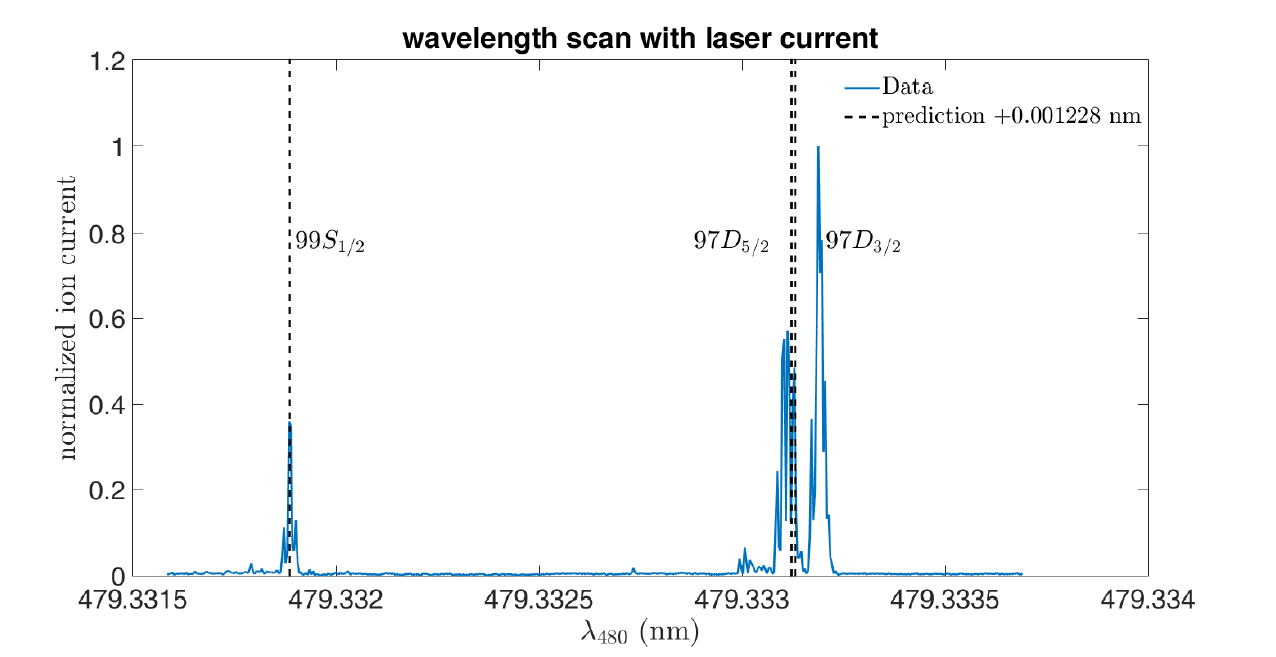 wavelength scan with laser current
1.2
1
0.8
0.6
0.4
0.2
0
normalized ion current
Data
prediction +0.001228 nm
99S1/2
97D5/2
97D3/2
479.3315
479.332
479.3325
479.333
479.3335
479.334
λ480 (nm)